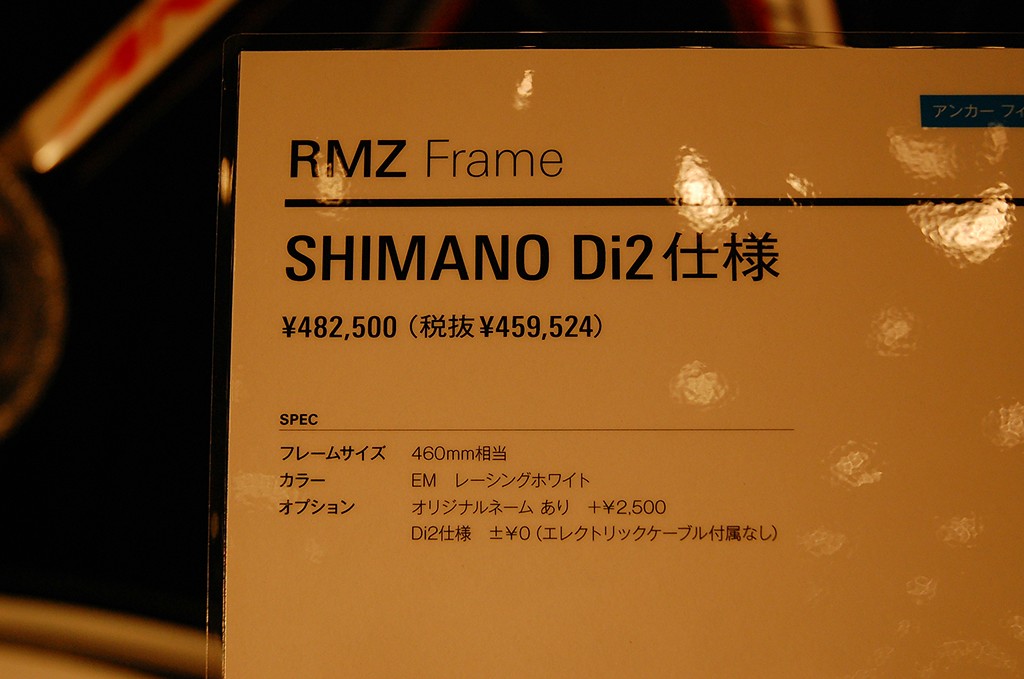 アンカー フィ
RMZ Frame
SHIMANO Di2仕様
¥482,500（税抜¥459,524）
SPEC
フレームサイズ 460mm相当
カラー EM レーシングホワイト
オプション オリジナルネーム あり +¥2,500
Di2仕様 ±¥0（エレクトリックケーブル付属なし）